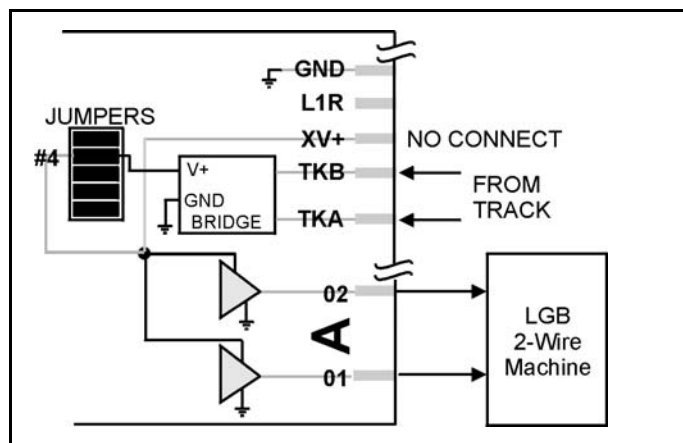 GND
L1R
JUMPERS
XV+
NO CONNECT
#4
V+
TKB
FROM
TRACK
GND
BRIDGE
TKA
02
A
01
LGB
2-Wire
Machine